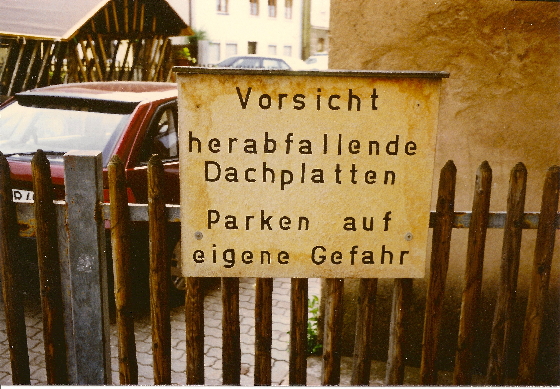 Vorsicht
herabfallende
Dachplatten
Parken auf
eigene Gefahr